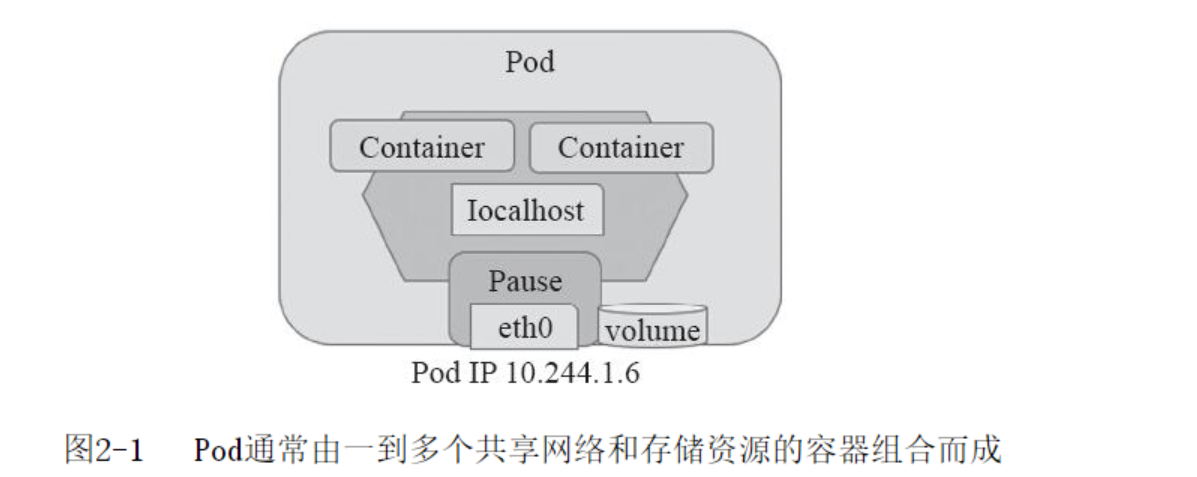 Pod
Container Container
localhost
Pause
eth0 volume
Pod IP 10.244.1.6
图2-1 Pod通常由一到多个共享网络和存储资源的容器组合而成